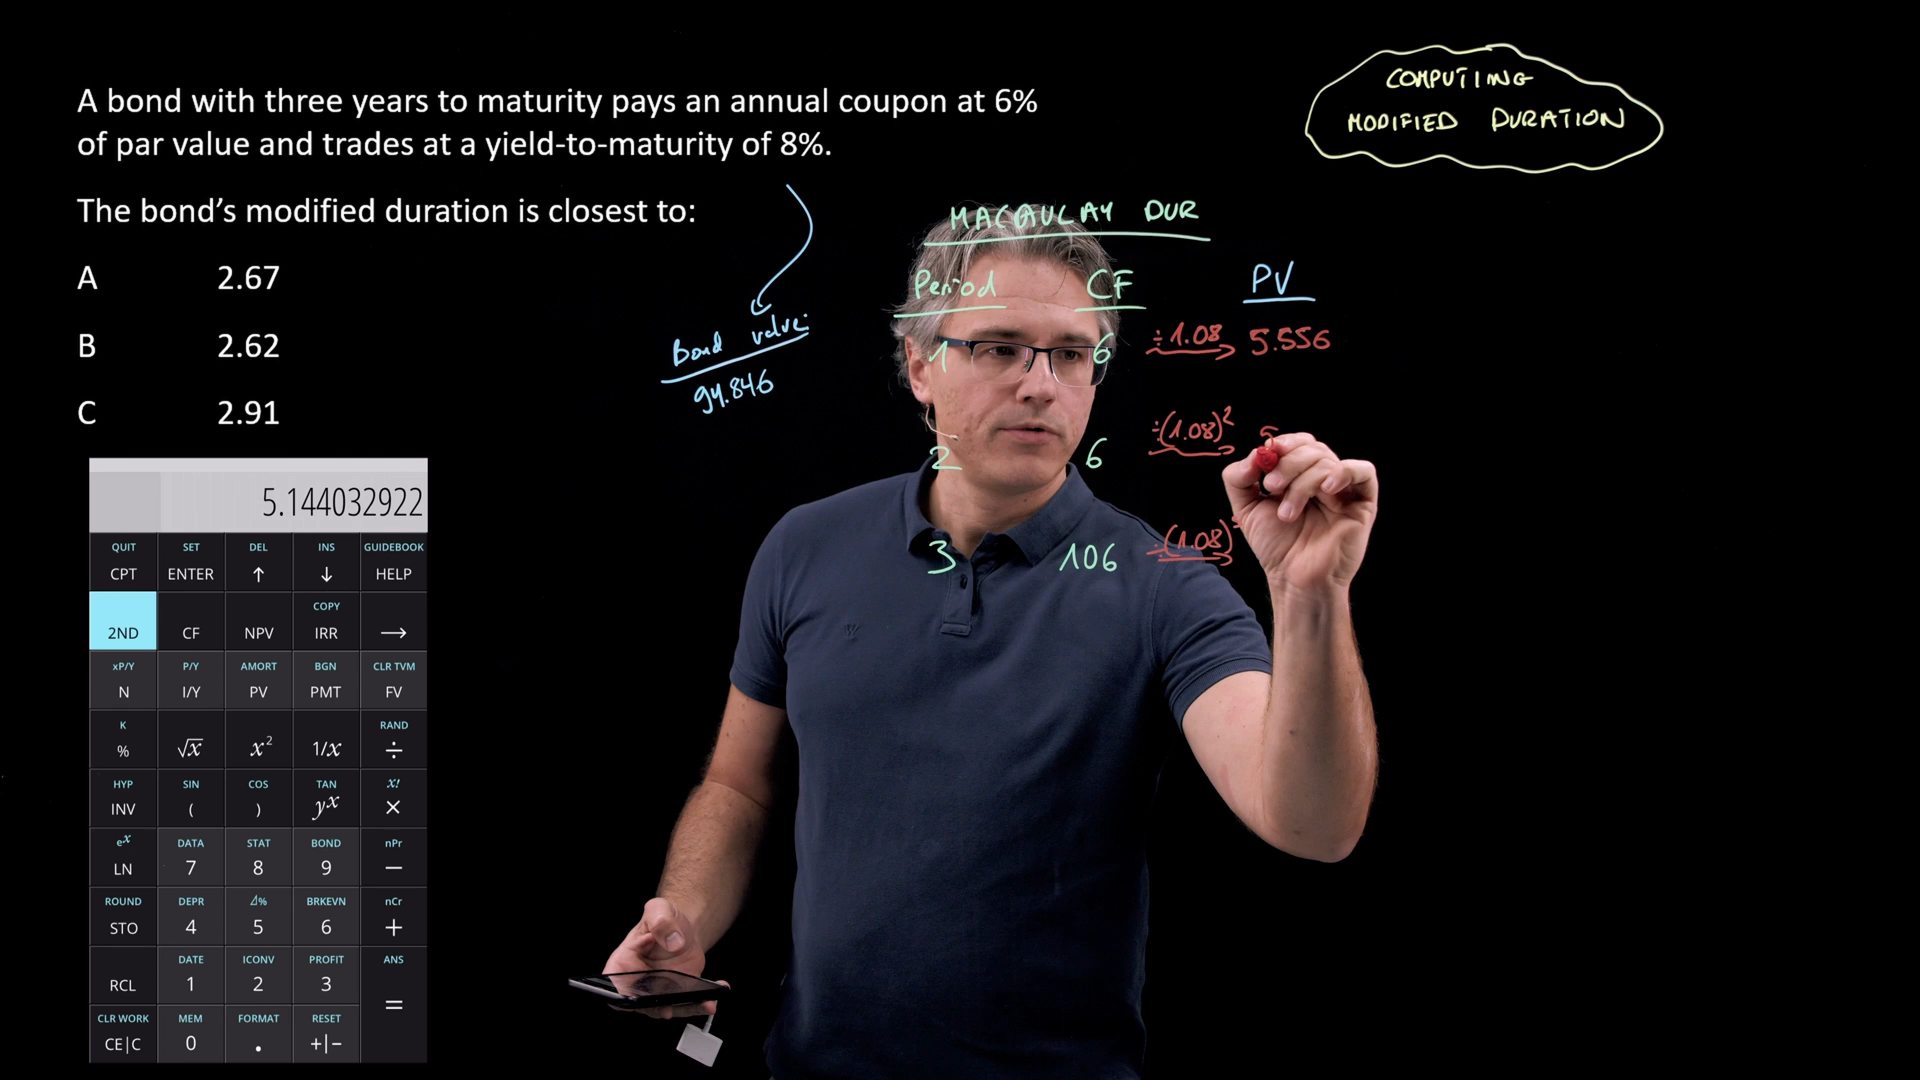 COMPUTING
MODIFIED DURATION
A bond with three years to maturity pays an annual coupon at 6%
of par value and trades at a yield-to-maturity of 8%.
The bond's modified duration is closest to:
A 2.67
B 2.62
C 2.91
Bond value:
94.846
MACAULAY DUR
Period CF PV
1 6 ÷1.08 5.556
2 6 ÷(1.08)² 5
3 106 ÷(1.08)³
5.144032922
QUIT SET DEL INS GUIDEBOOK
CPT ENTER ↑ ↓ HELP
COPY
2ND CF NPV IRR →
xP/Y P/Y AMORT BGN CLR TVM
N I/Y PV PMT FV
K RAND
% √x x² 1/x ÷
HYP SIN COS TAN x!
INV ( ) yˣ ×
eˣ DATA STAT BOND nPr
LN 7 8 9 −
ROUND DEPR ⊿% BRKEVN nCr
STO 4 5 6 +
DATE ICONV PROFIT ANS
RCL 1 2 3 =
CLR WORK MEM FORMAT RESET
CE|C 0 . +|−